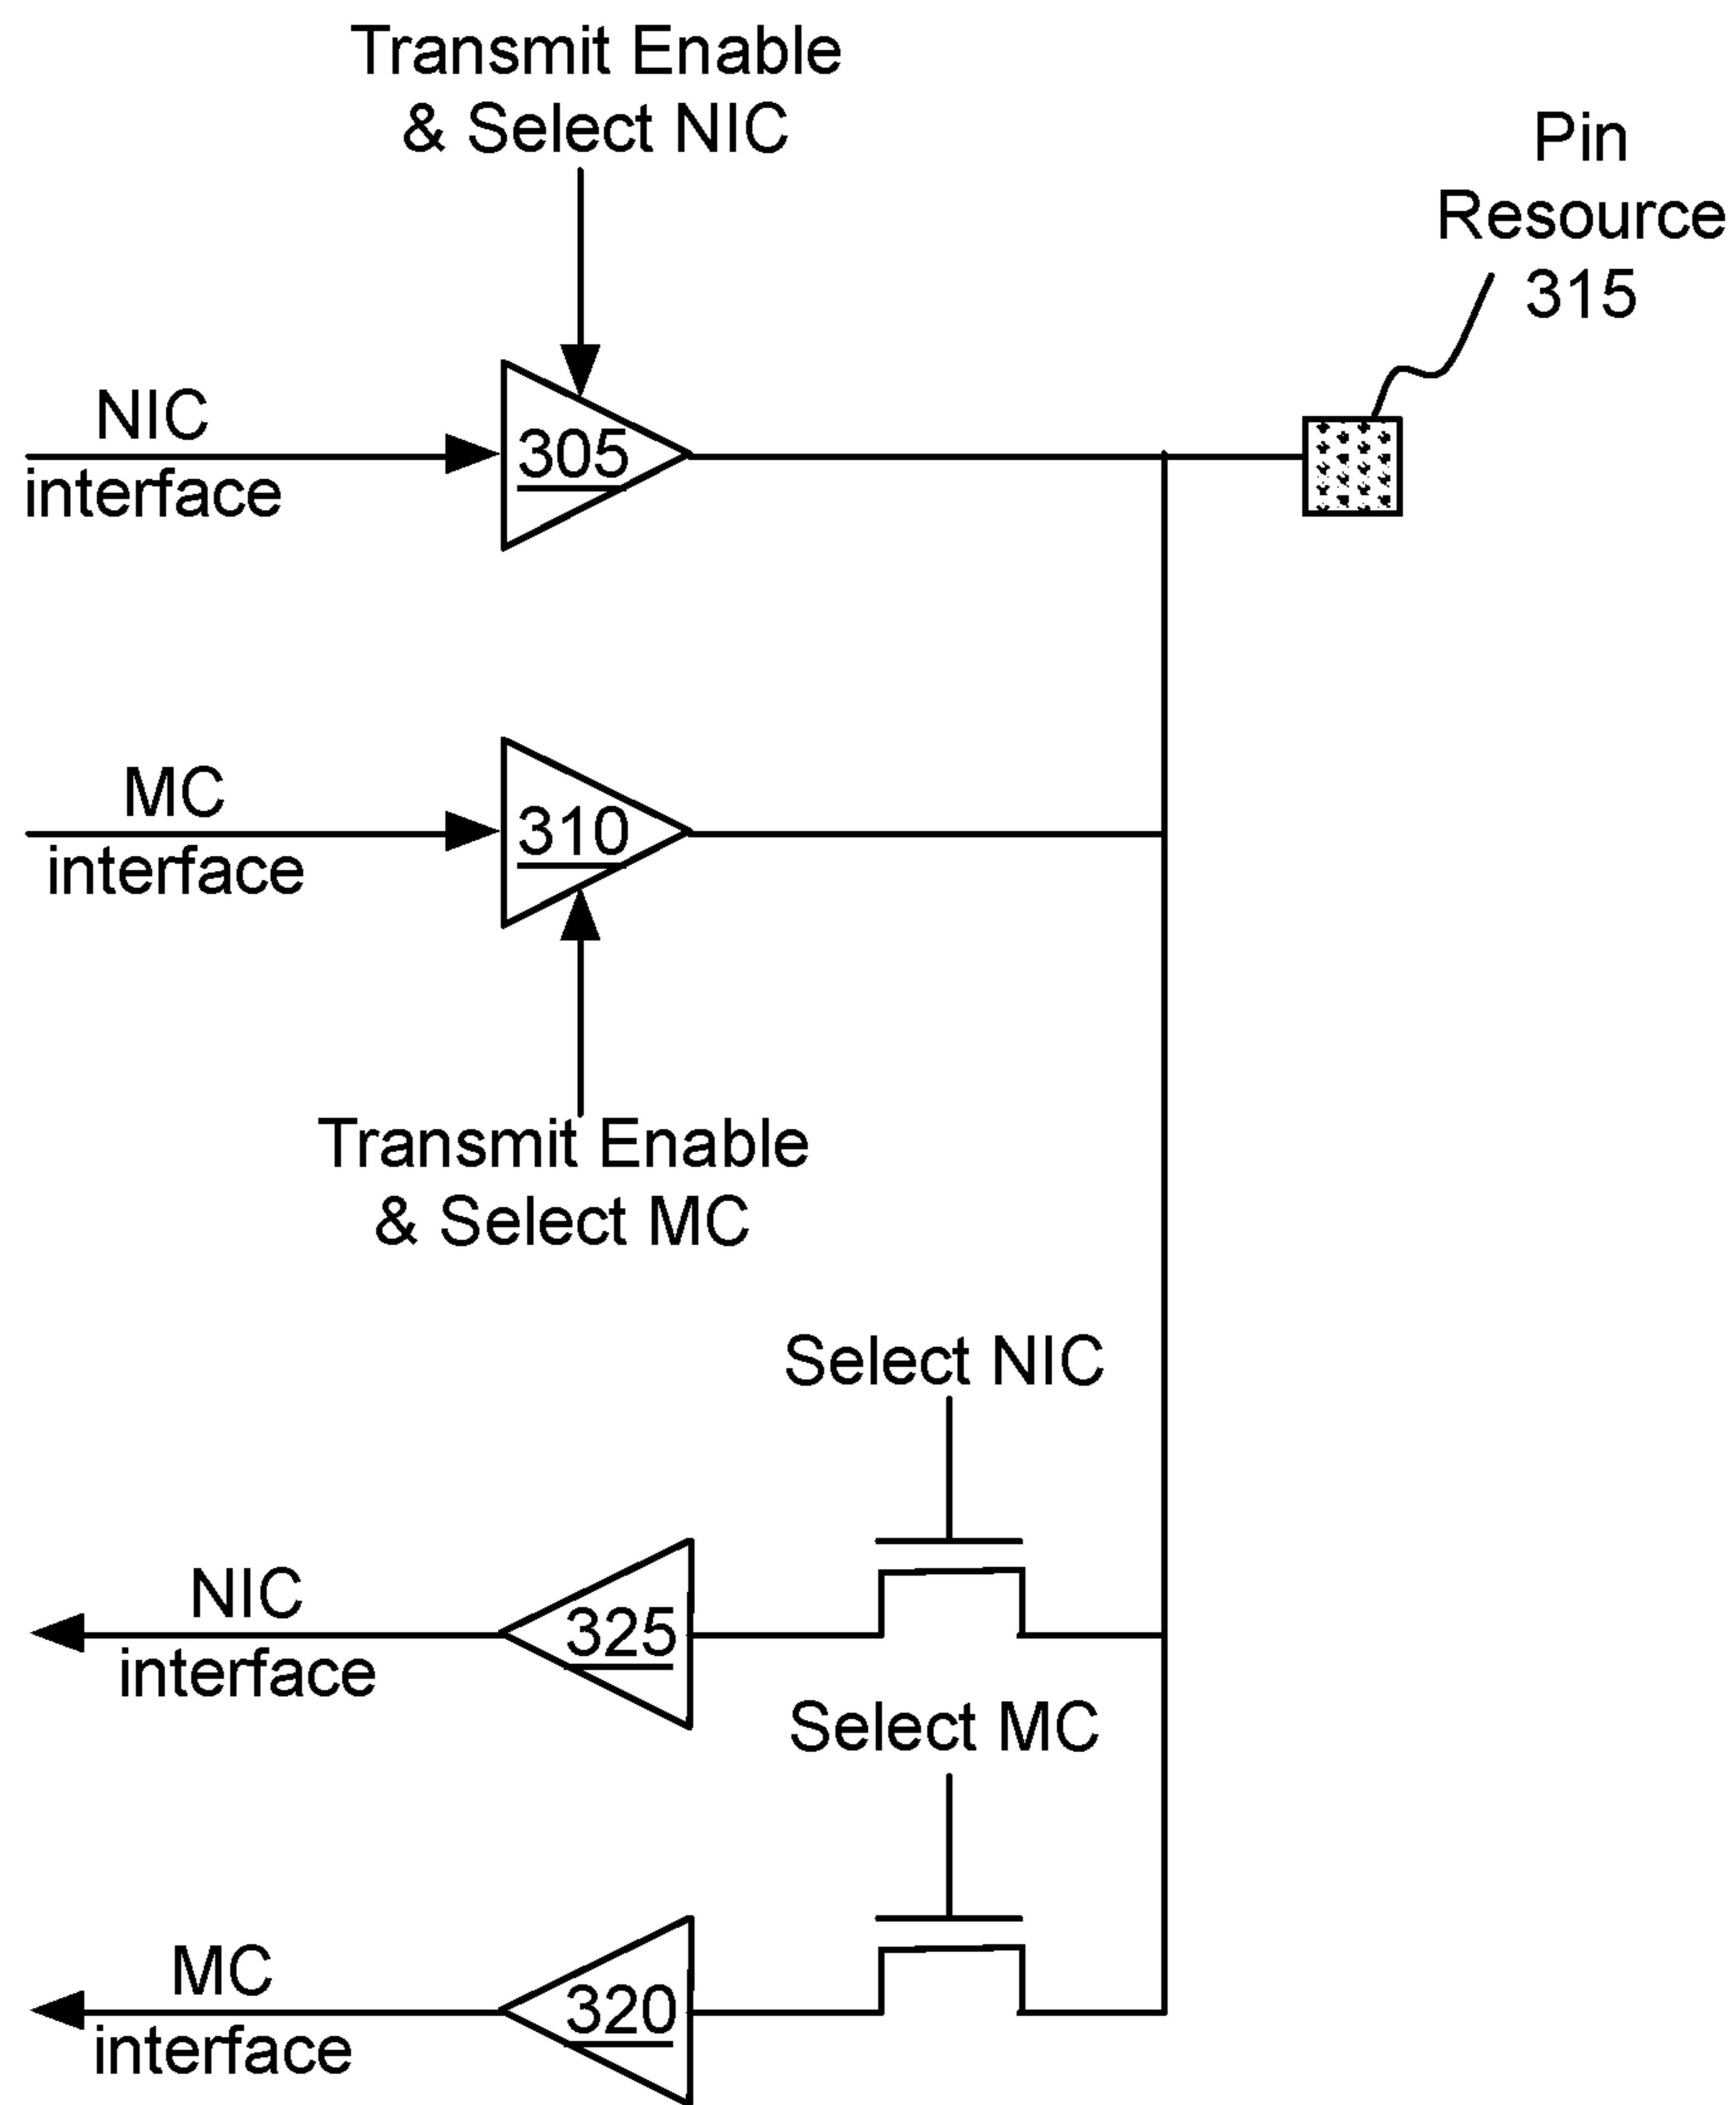 Transmit Enable
& Select NIC
Pin
Resource
315
NIC
interface
305
MC
interface
310
Transmit Enable
& Select MC
Select NIC
NIC
interface
325
Select MC
MC
interface
320